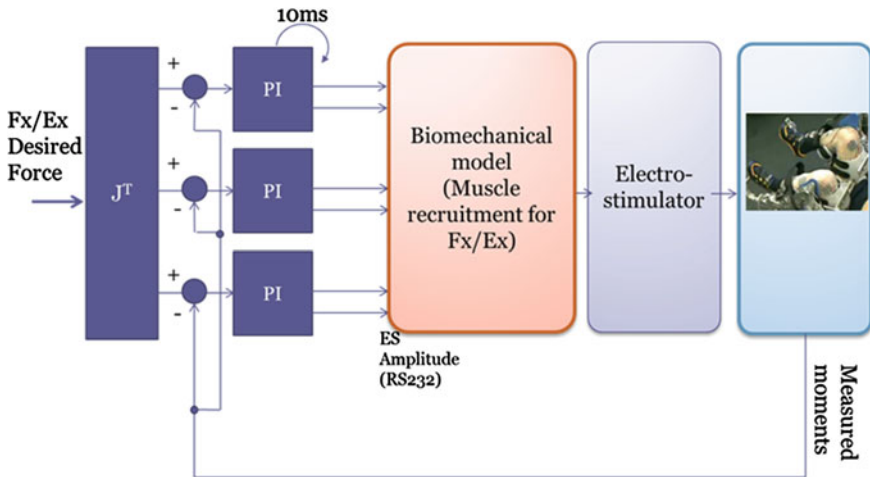 10ms
Fx/Ex
Desired
Force
J^T
+
-
+
-
+
-
PI
PI
PI
Biomechanical
model
(Muscle
recruitment for
Fx/Ex)
ES
Amplitude
(RS232)
Electro-
stimulator
Measured
moments